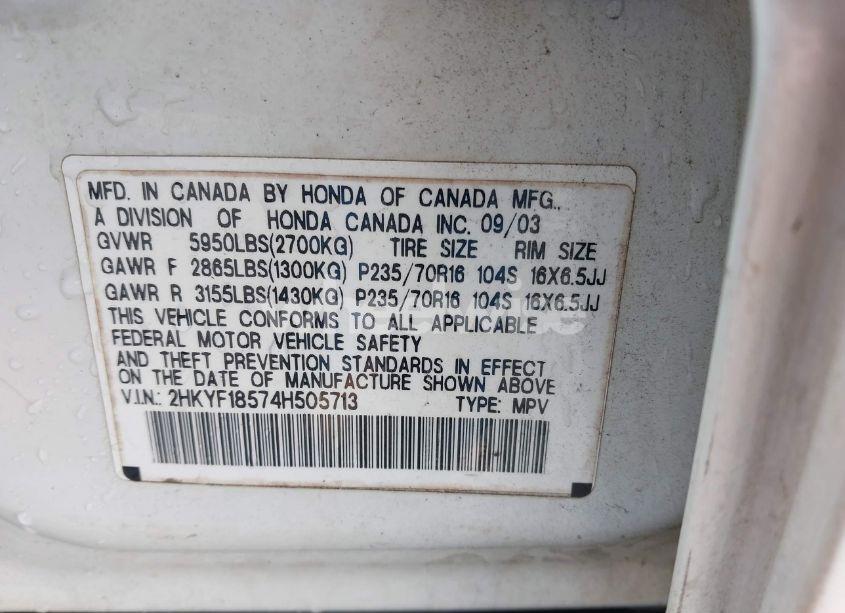 MFD. IN CANADA BY HONDA OF CANADA MFG.,
A DIVISION OF HONDA CANADA INC. 09/03
GVWR 5950LBS(2700KG) TIRE SIZE RIM SIZE
GAWR F 2865LBS(1300KG) P235/70R16 104S 16X6.5JJ
GAWR R 3155LBS(1430KG) P235/70R16 104S 16X6.5JJ
THIS VEHICLE CONFORMS TO ALL APPLICABLE
FEDERAL MOTOR VEHICLE SAFETY
AND THEFT PREVENTION STANDARDS IN EFFECT
ON THE DATE OF MANUFACTURE SHOWN ABOVE
V.I.N.: 2HKYF18574H505713 TYPE: MPV